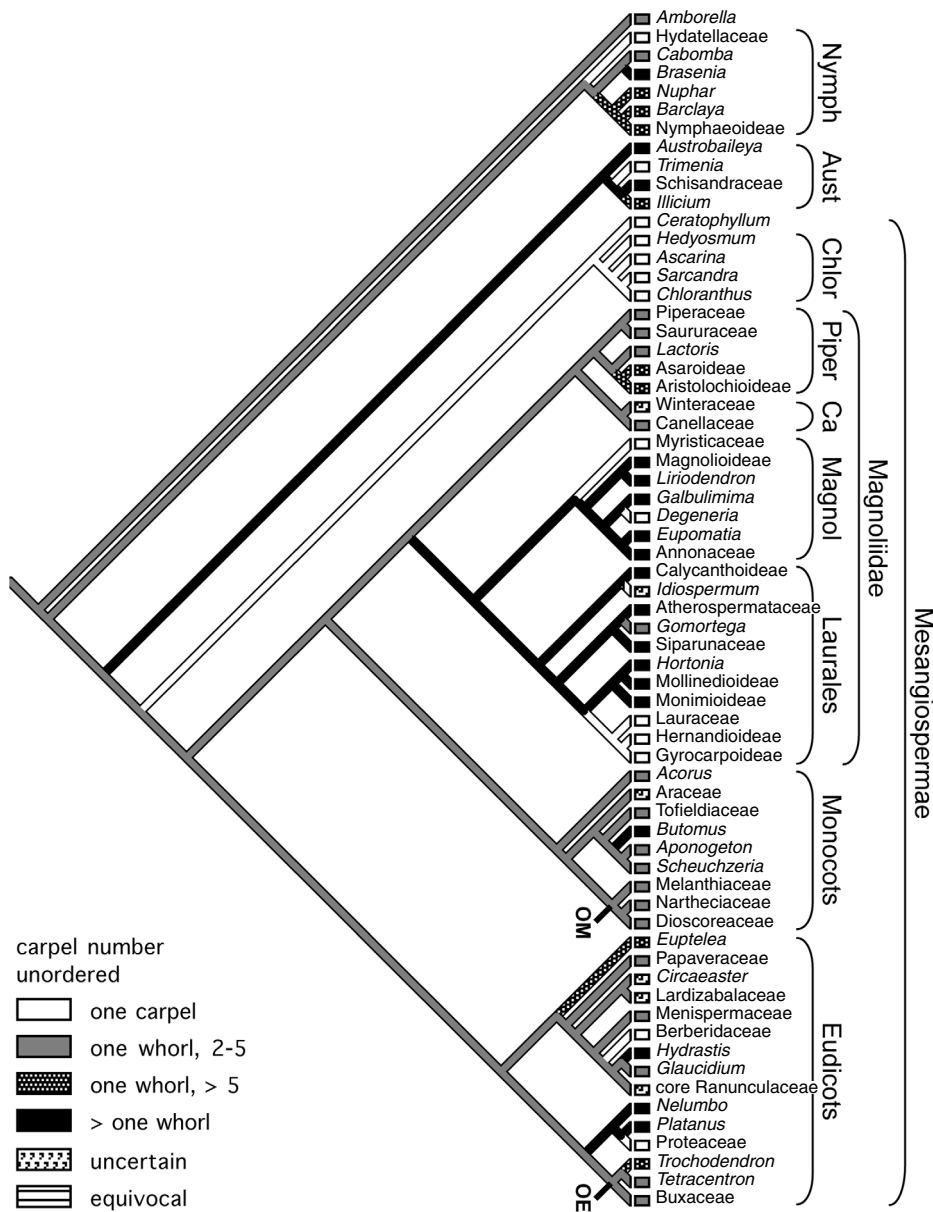 Amborella
Hydatellaceae
Cabomba
Brasenia
Nuphar
Barclaya
Nymphaeoideae
Austrobaileya
Trimenia
Schisandraceae
Illicium
Ceratophyllum
Hedyosmum
Ascarina
Sarcandra
Chloranthus
Piperaceae
Saururaceae
Lactoris
Asaroideae
Aristolochioideae
Winteraceae
Canellaceae
Myristicaceae
Magnolioideae
Liriodendron
Galbulimima
Degeneria
Eupomatia
Annonaceae
Calycanthoideae
Idiospermum
Atherospermataceae
Gomortega
Siparunaceae
Hortonia
Mollinedioideae
Monimioideae
Lauraceae
Hernandioideae
Gyrocarpoideae
Acorus
Araceae
Tofieldiaceae
Butomus
Aponogeton
Scheuchzeria
Melanthiaceae
Nartheciaceae
Dioscoreaceae
Euptelea
Papaveraceae
Circaeaster
Lardizabalaceae
Menispermaceae
Berberidaceae
Hydrastis
Glaucidium
core Ranunculaceae
Nelumbo
Platanus
Proteaceae
Trochodendron
Tetracentron
Buxaceae
Nymph
Aust
Chlor
Piper
Ca
Magnol
Laurales
Monocots
Eudicots
Magnoliidae
Mesangiospermae
OM
OE
carpel number
unordered
one carpel
one whorl, 2-5
one whorl, > 5
> one whorl
uncertain
equivocal